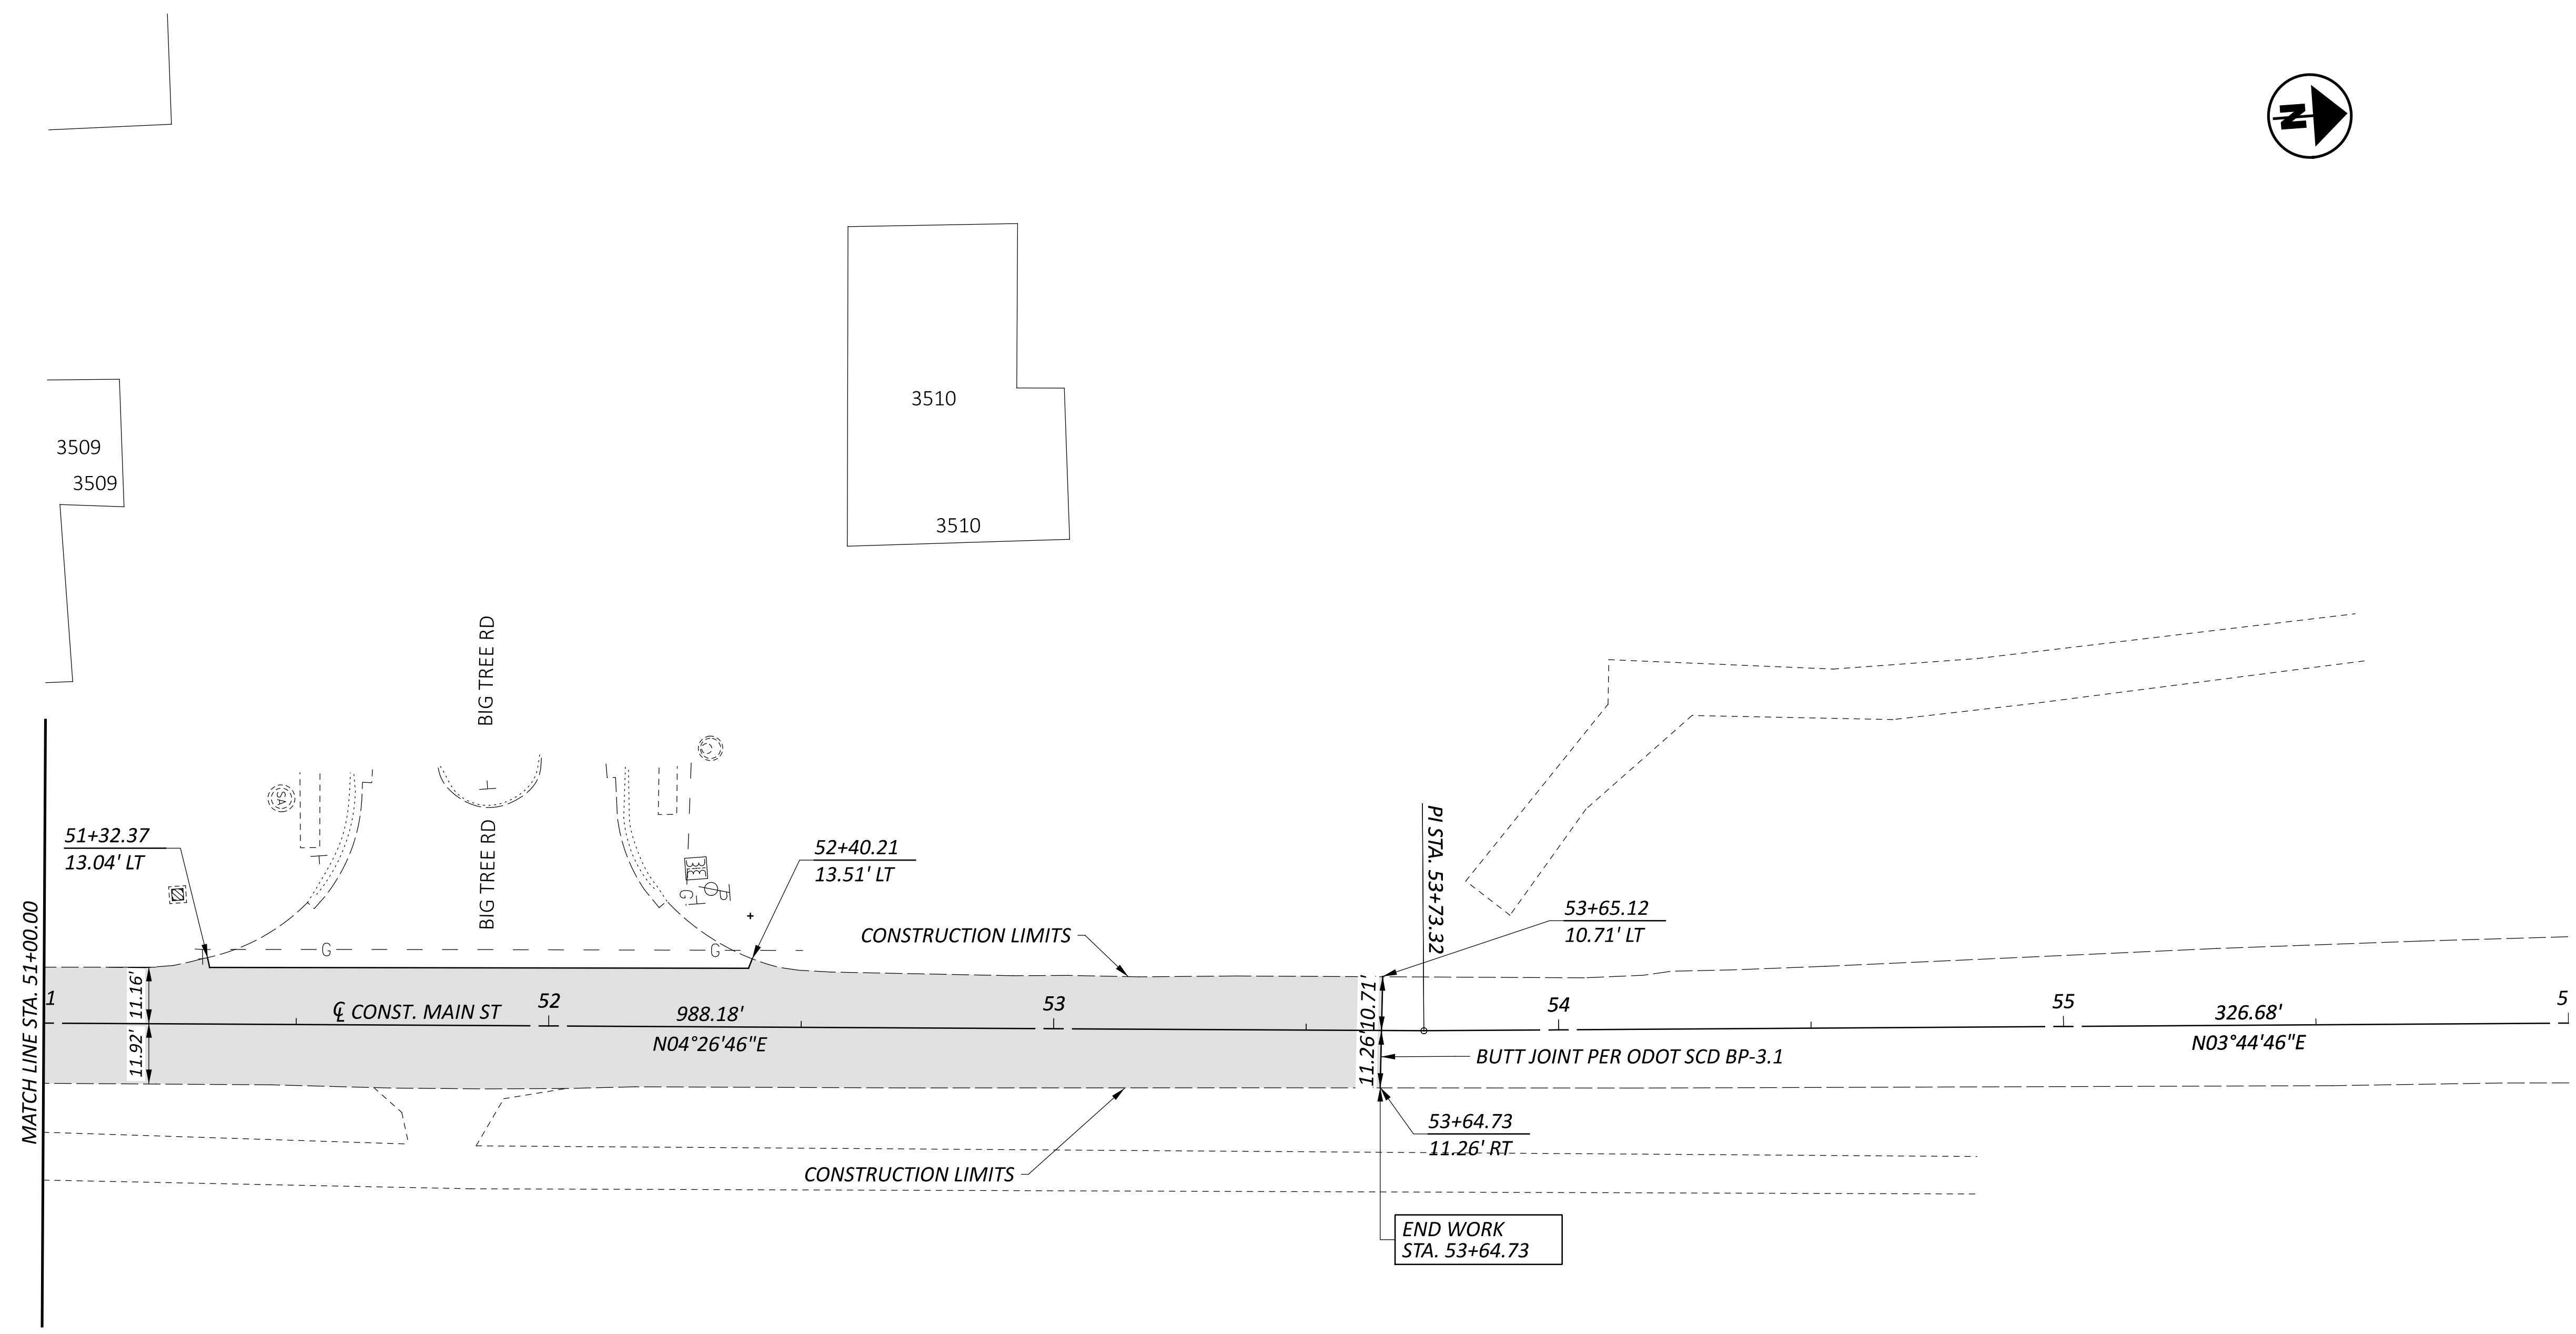 N
3510
3509
3509
3510
BIG TREE RD
SA
BIG TREE RD
51+32.37
13.04' LT
52+40.21
13.51' LT
PI STA. 53+73.32
G
P
53+65.12
10.71' LT
CONSTRUCTION LIMITS
G
G
MATCH LINE STA. 51+00.00
1
11.16'
℄ CONST. MAIN ST
52
988.18'
53
10.71'
54
55
326.68'
5
11.92'
N04°26'46"E
11.26'
BUTT JOINT PER ODOT SCD BP-3.1
N03°44'46"E
53+64.73
11.26' RT
CONSTRUCTION LIMITS
END WORK
STA. 53+64.73